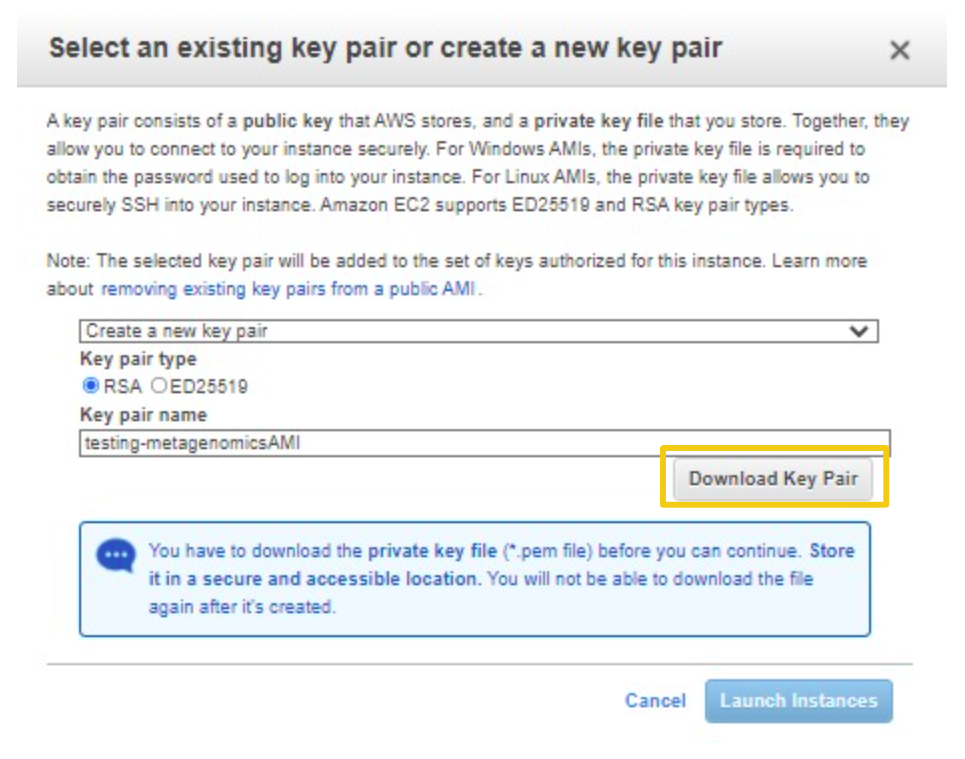 Select an existing key pair or create a new key pair
A key pair consists of a public key that AWS stores, and a private key file that you store. Together, they
allow you to connect to your instance securely. For Windows AMIs, the private key file is required to
obtain the password used to log into your instance. For Linux AMIs, the private key file allows you to
securely SSH into your instance. Amazon EC2 supports ED25519 and RSA key pair types.
Note: The selected key pair will be added to the set of keys authorized for this instance. Learn more
about removing existing key pairs from a public AMI.
Create a new key pair
Key pair type
RSA ED25519
Key pair name
testing-metagenomicsAMI
Download Key Pair
You have to download the private key file (*.pem file) before you can continue. Store
it in a secure and accessible location. You will not be able to download the file
again after it's created.
Cancel Launch Instances